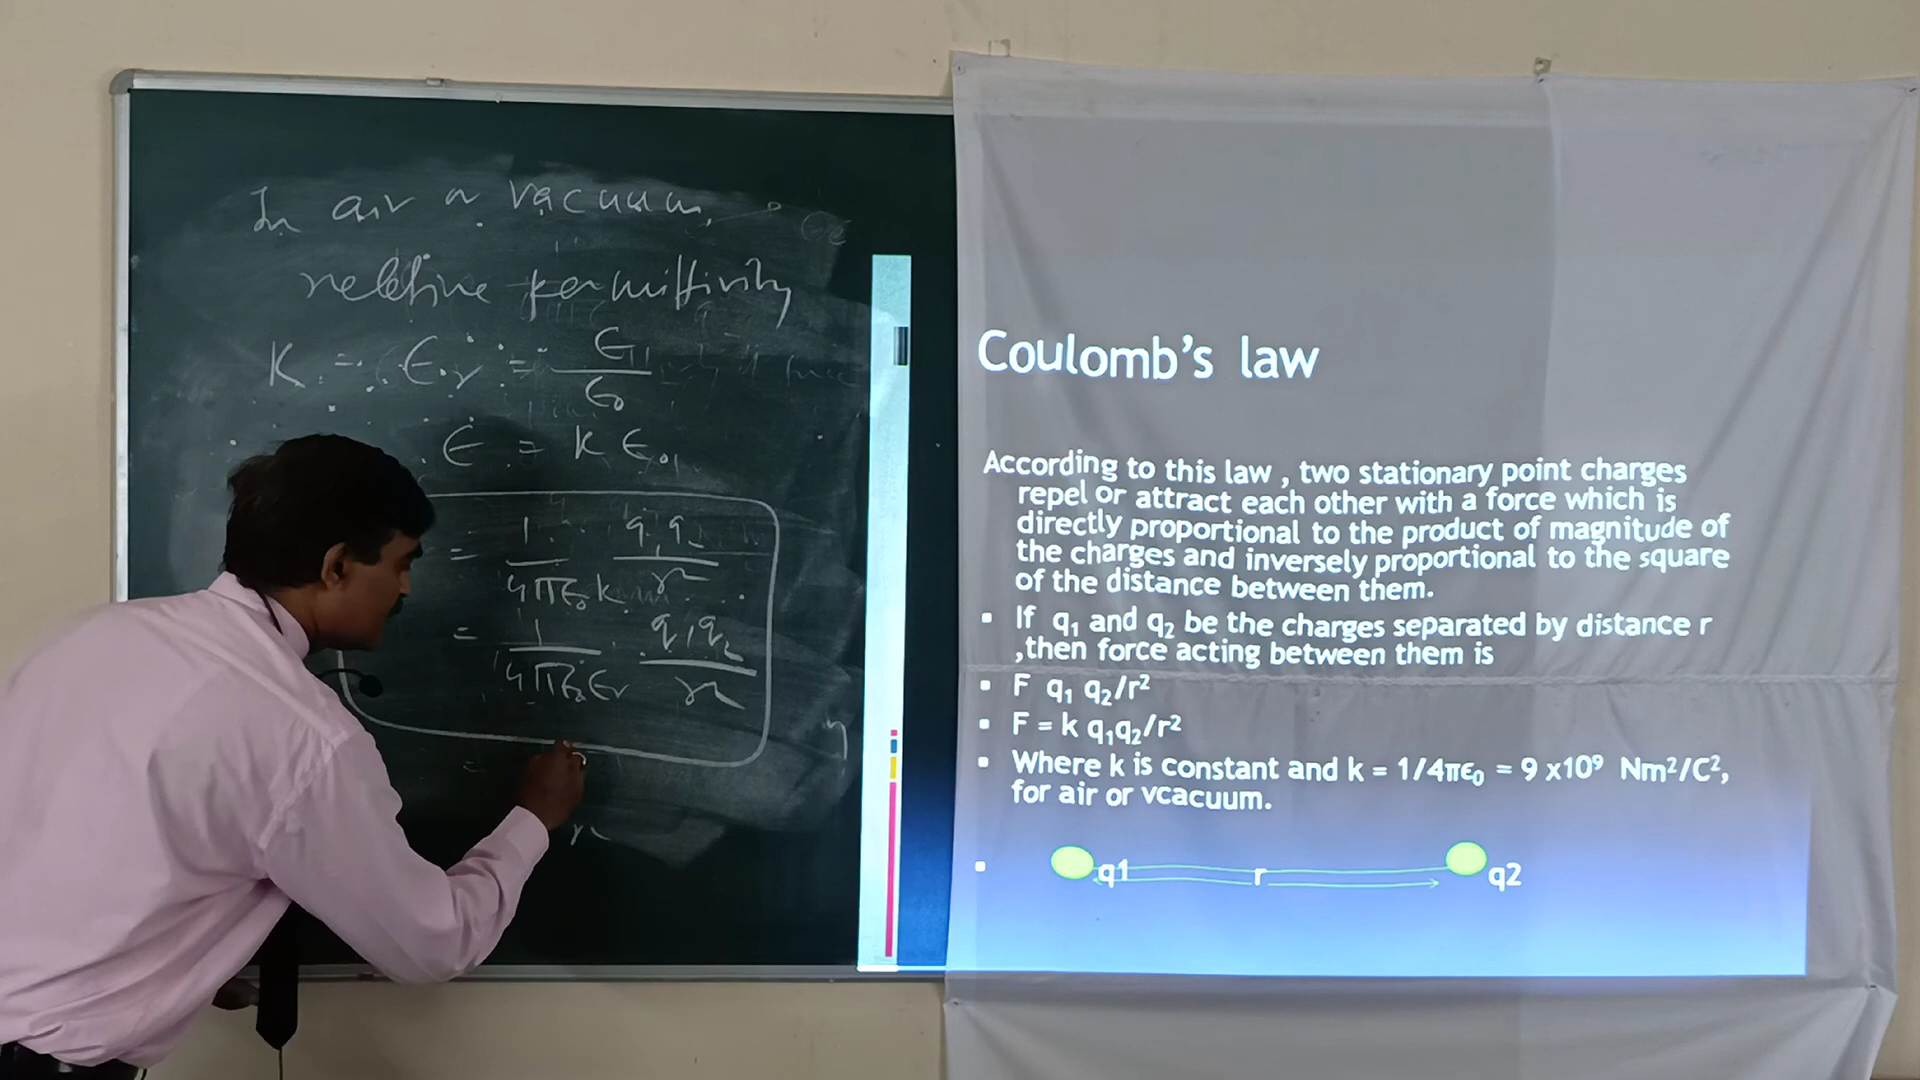 In air or vacuum,
relative permittivity
K = ϵr = ϵ/ϵ0
ϵ = K ϵ0
= 1/4πϵ0K q1q2/r2
= 1/4πϵ0ϵr . q1q2/r2
=
r2
Coulomb's law
According to this law , two stationary point charges
repel or attract each other with a force which is
directly proportional to the product of magnitude of
the charges and inversely proportional to the square
of the distance between them.
▪ If q₁ and q₂ be the charges separated by distance r
,then force acting between them is
▪ F q₁ q₂/r²
▪ F = k q₁q₂/r²
▪ Where k is constant and k = 1/4πϵ₀ = 9 x10⁹ Nm²/C²,
for air or vcacuum.
▪ q1 r q2